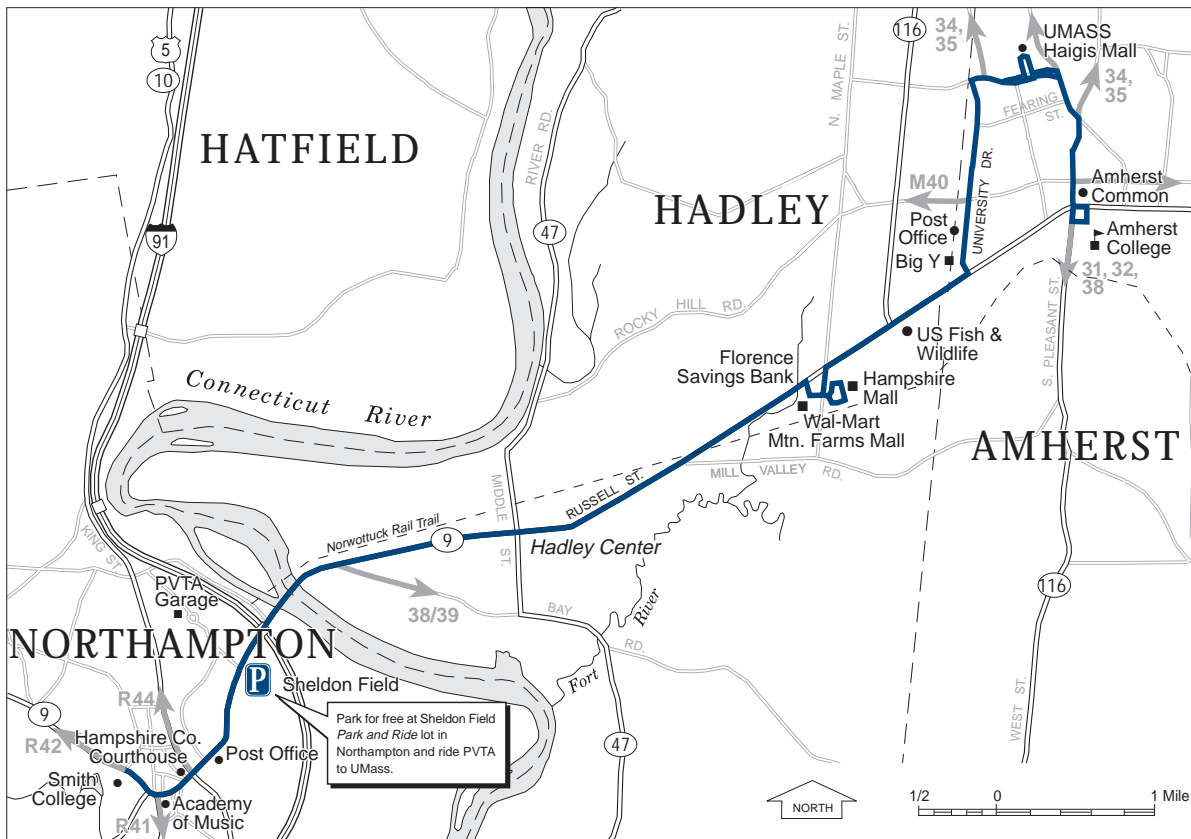 5
10
116
34,
35
UMASS
Haigis Mall
34,
35
N. MAPLE ST.
FEARING
ST.
RIVER RD.
HATFIELD
HADLEY
M40
Amherst
Common
91
47
Post
Office
UNIVERSITY DR.
Big Y
Amherst
College
31, 32,
38
ROCKY HILL RD.
S. PLEASANT ST.
US Fish &
Wildlife
Florence
Savings Bank
Hampshire
Mall
Connecticut River
Wal-Mart
Mtn. Farms Mall
AMHERST
MILL VALLEY RD.
MIDDLE
ST.
RUSSELL ST.
KING ST
Norwottuck Rail Trail
9
Hadley Center
PVTA
Garage
38/39
BAY
RD.
Fort
River
116
NORTHAMPTON
P
Sheldon Field
R44
9
WEST ST.
Park for free at Sheldon Field
Park and Ride lot in
Northampton and ride PVTA
to UMass.
R42
Hampshire Co.
Courthouse
Post Office
47
Smith
College
Academy
of Music
R41
NORTH
1/2
0
1 Mile